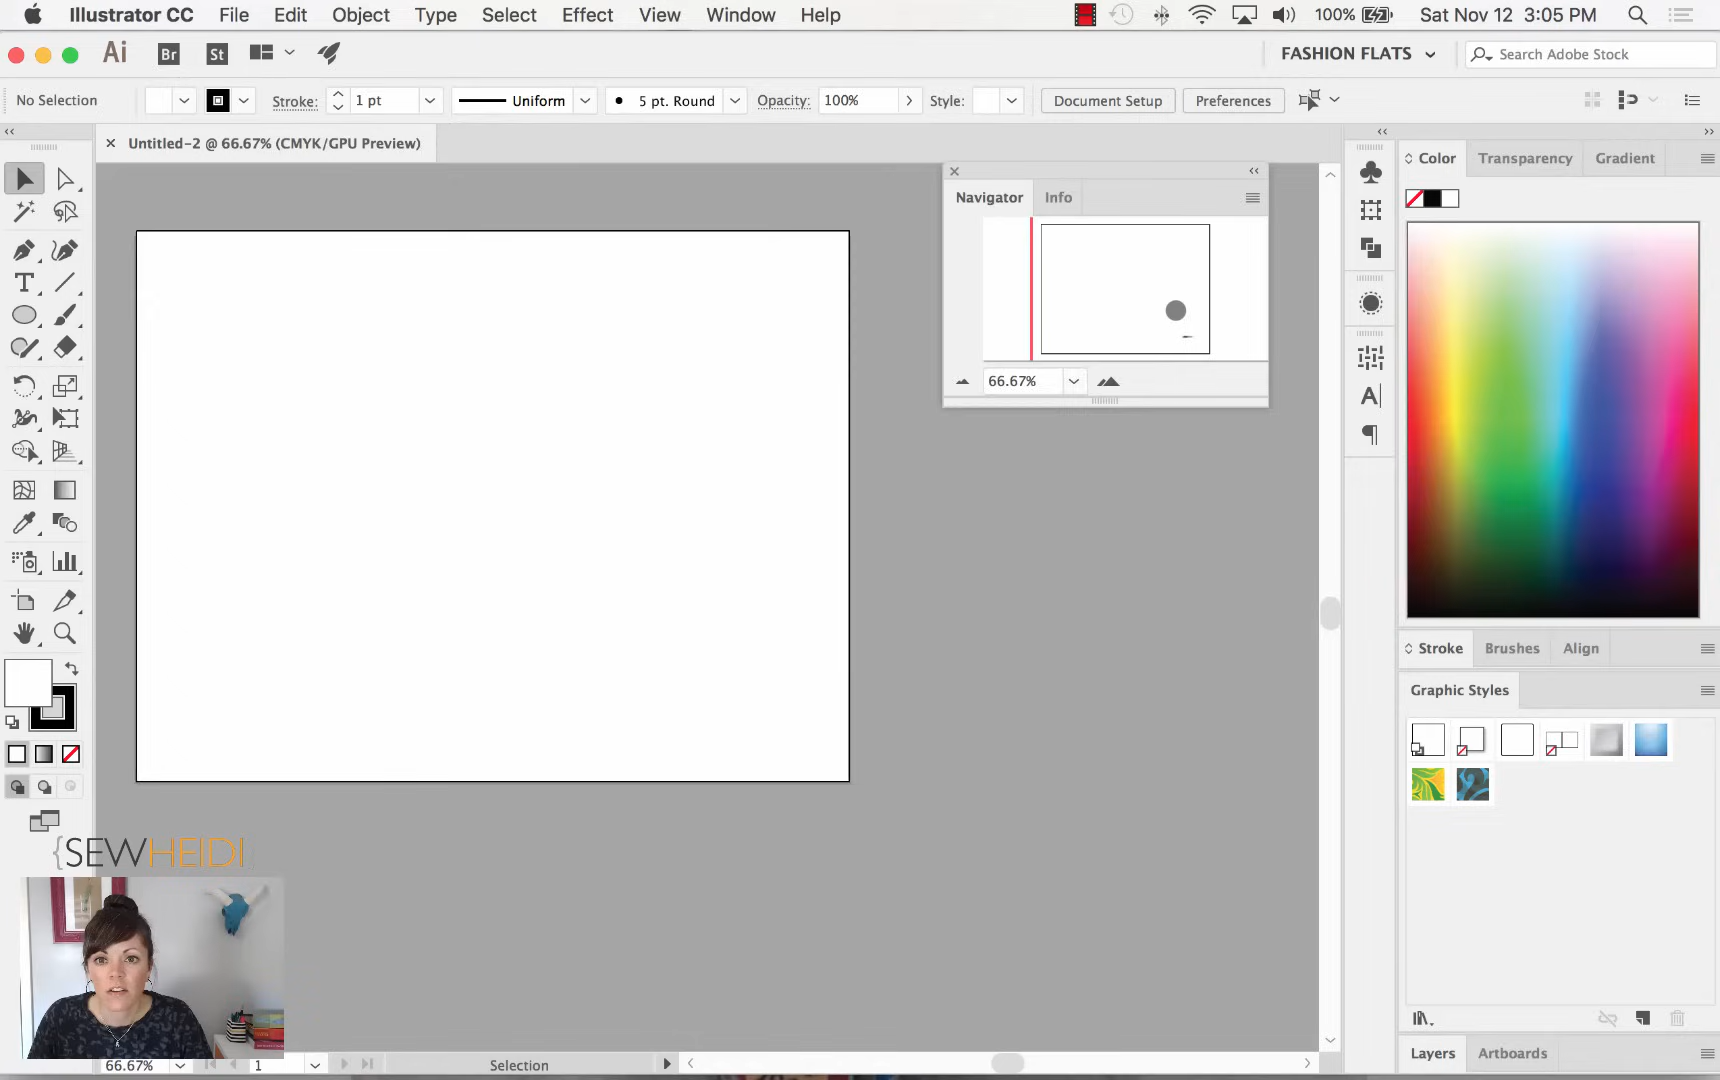 Illustrator CC File Edit Object Type Select Effect View Window Help 100% Sat Nov 12 3:05 PM
Ai Br St FASHION FLATS Search Adobe Stock
No Selection Stroke: 1 pt Uniform 5 pt. Round Opacity: 100% Style: Document Setup Preferences
Untitled-2 @ 66.67% (CMYK/GPU Preview)
Color Transparency Gradient
Navigator Info
66.67%
Stroke Brushes Align
Graphic Styles
{SEWHEIDI
66.67% 1 Selection
Layers Artboards